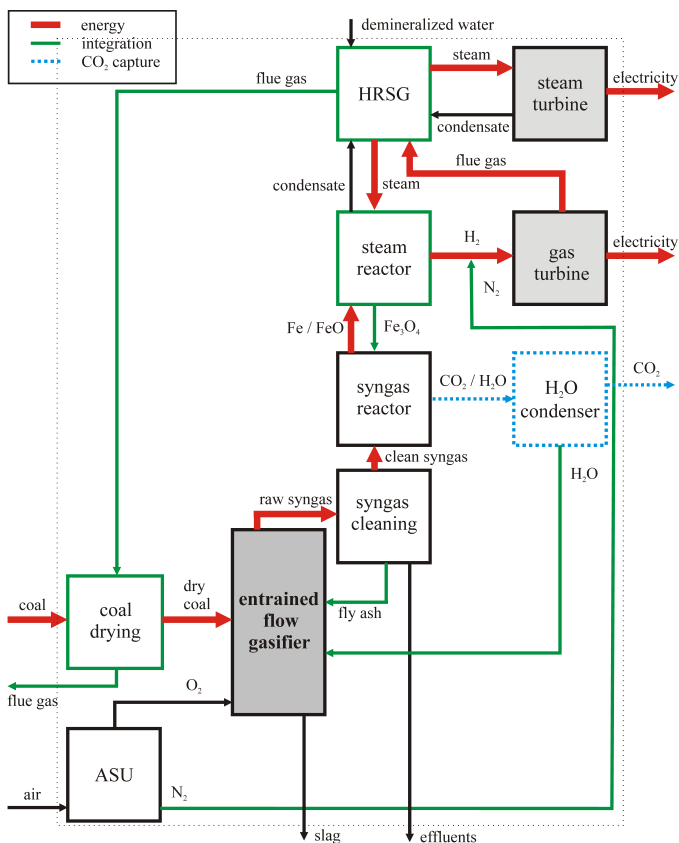 energy
integration
CO₂ capture
demineralized water
flue gas
HRSG
steam
steam
turbine
electricity
condensate
flue gas
condensate
steam
steam
reactor
H₂
gas
turbine
electricity
N₂
Fe / FeO
Fe₃O₄
syngas
reactor
CO₂ / H₂O
H₂O
condenser
CO₂
clean syngas
H₂O
raw syngas
syngas
cleaning
coal
coal
drying
dry
coal
entrained
flow
gasifier
fly ash
flue gas
O₂
ASU
air
N₂
slag
effluents